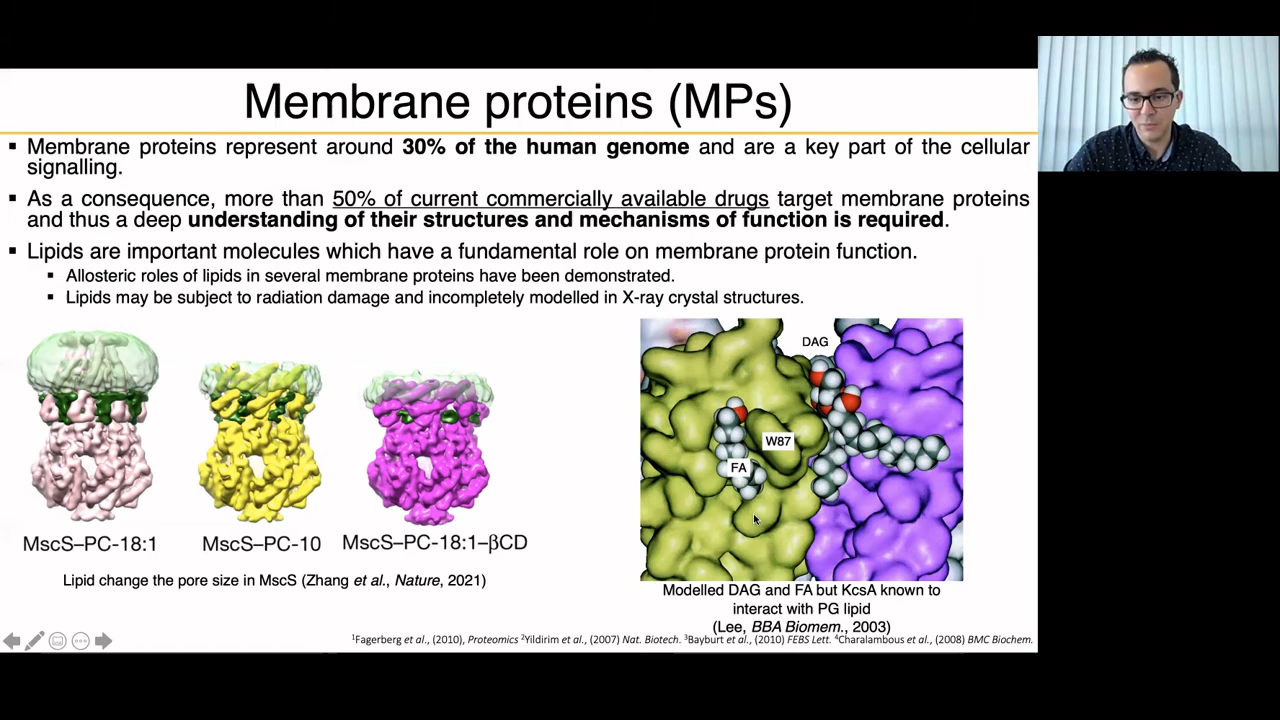 Membrane proteins (MPs)
▪ Membrane proteins represent around 30% of the human genome and are a key part of the cellular
signalling.
▪ As a consequence, more than 50% of current commercially available drugs target membrane proteins
and thus a deep understanding of their structures and mechanisms of function is required.
▪ Lipids are important molecules which have a fundamental role on membrane protein function.
▪ Allosteric roles of lipids in several membrane proteins have been demonstrated.
▪ Lipids may be subject to radiation damage and incompletely modelled in X-ray crystal structures.
MscS–PC-18:1
MscS–PC-10
MscS–PC-18:1–βCD
Lipid change the pore size in MscS (Zhang et al., Nature, 2021)
DAG
W87
FA
Modelled DAG and FA but KcsA known to
interact with PG lipid
(Lee, BBA Biomem., 2003)
¹Fagerberg et al., (2010), Proteomics ²Yildirim et al., (2007) Nat. Biotech. ³Bayburt et al., (2010) FEBS Lett. ⁴Charalambous et al., (2008) BMC Biochem.